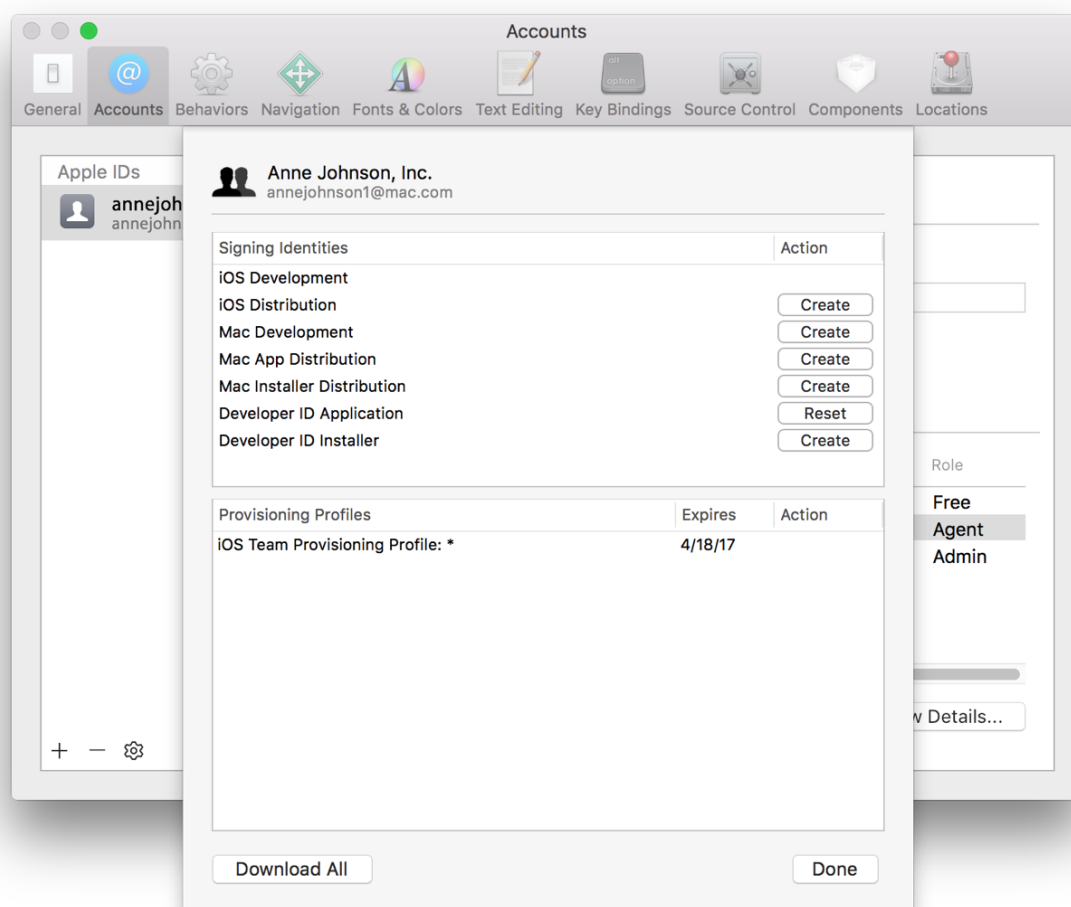 Accounts
General Accounts Behaviors Navigation Fonts & Colors Text Editing Key Bindings Source Control Components Locations
alt
option
Apple IDs
annejoh
annejohn
Anne Johnson, Inc.
annejohnson1@mac.com
Signing Identities Action
iOS Development
iOS Distribution Create
Mac Development Create
Mac App Distribution Create
Mac Installer Distribution Create
Developer ID Application Reset
Developer ID Installer Create
Provisioning Profiles Expires Action
iOS Team Provisioning Profile: * 4/18/17
Role
Free
Agent
Admin
w Details...
Download All Done